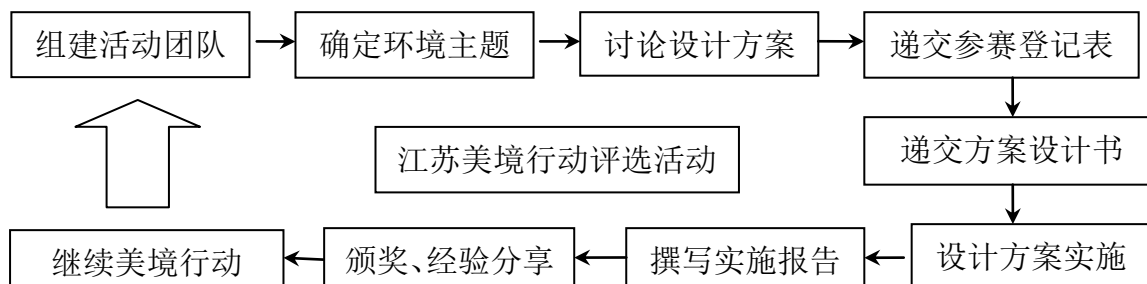 组建活动团队
确定环境主题
讨论设计方案
递交参赛登记表
江苏美境行动评选活动
递交方案设计书
继续美境行动
颁奖、经验分享
撰写实施报告
设计方案实施